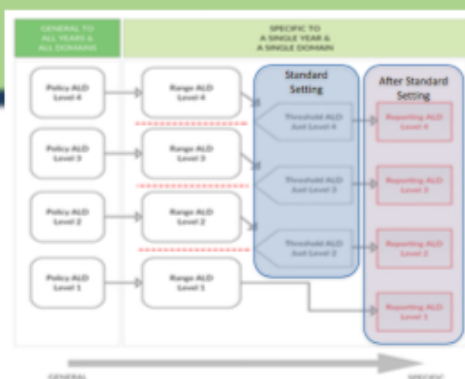 GENERAL TO
ALL YEARS &
ALL DOMAINS
SPECIFIC TO
A SINGLE YEAR &
A SINGLE DOMAIN
Standard
Setting
After Standard
Setting
Policy ALD
Level 4
Range ALD
Level 4
Threshold ALD
Just Level 4
Reporting ALD
Level 4
Policy ALD
Level 3
Range ALD
Level 3
Threshold ALD
Just Level 3
Reporting ALD
Level 3
Policy ALD
Level 2
Range ALD
Level 2
Threshold ALD
Just Level 2
Reporting ALD
Level 2
Policy ALD
Level 1
Range ALD
Level 1
Reporting ALD
Level 1
GENERAL
SPECIFIC